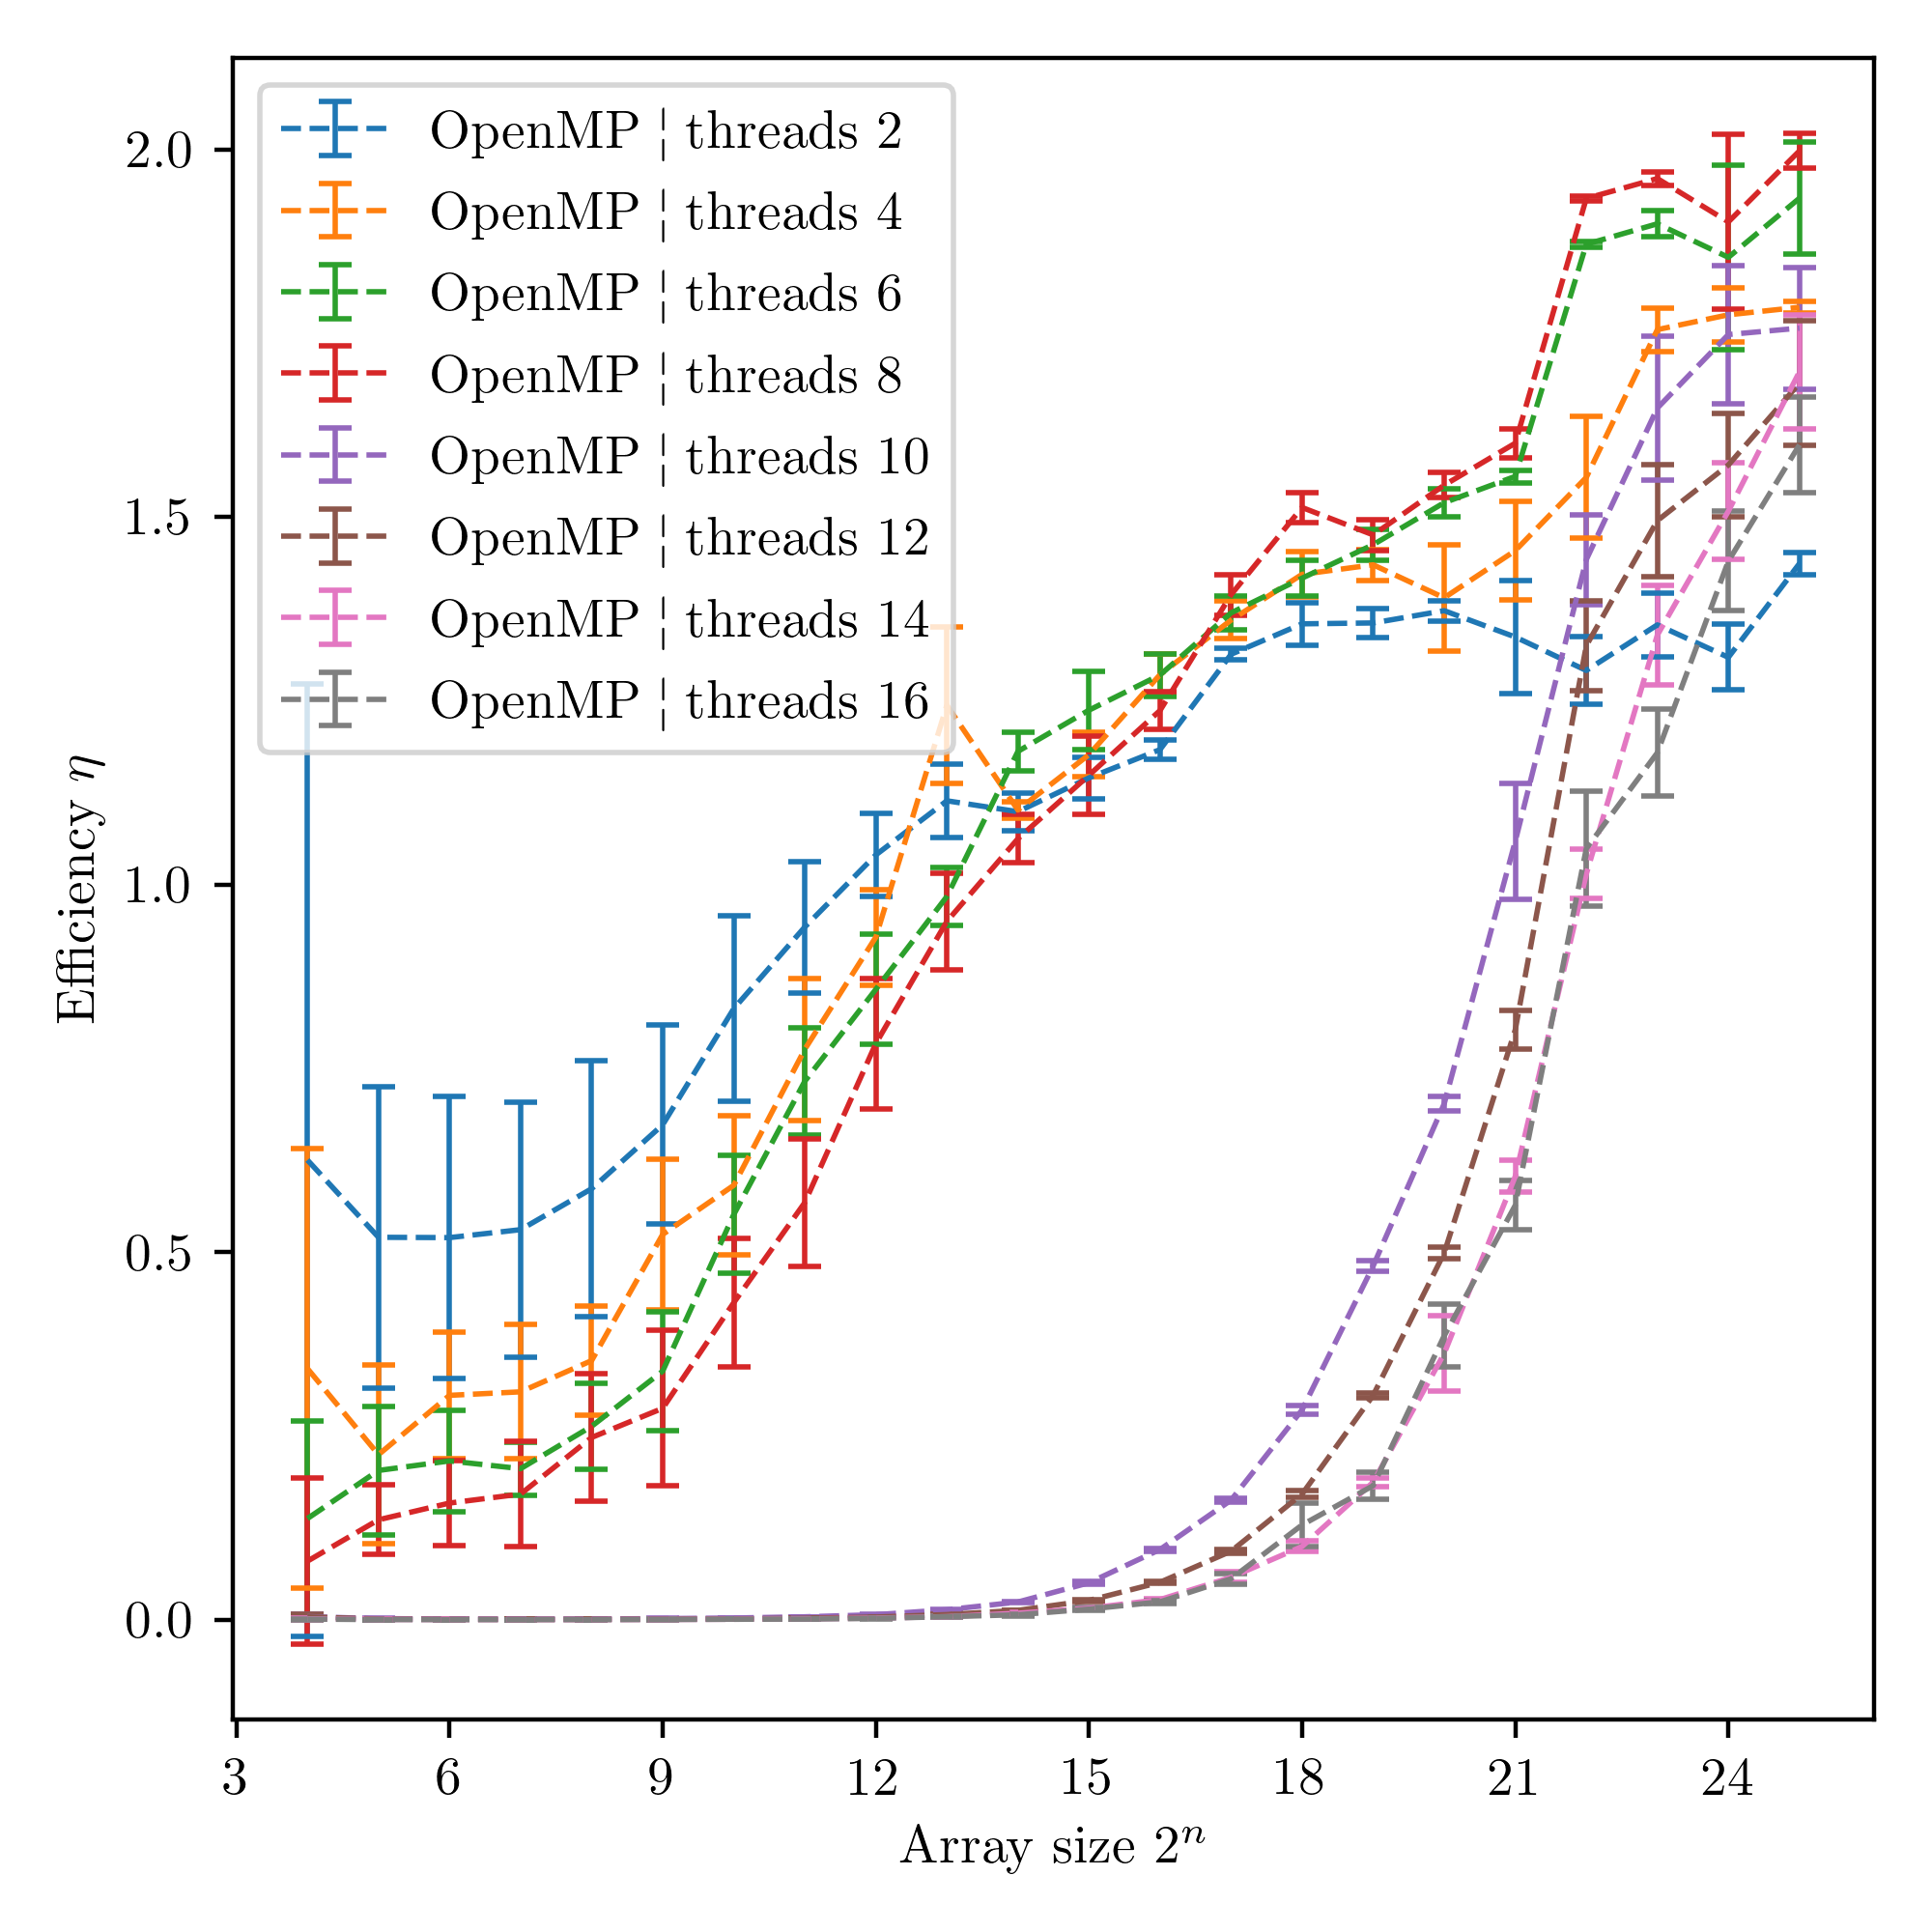 OpenMP ¦ threads 2
OpenMP ¦ threads 4
OpenMP ¦ threads 6
OpenMP ¦ threads 8
OpenMP ¦ threads 10
OpenMP ¦ threads 12
OpenMP ¦ threads 14
OpenMP ¦ threads 16
2.0
1.5
1.0
0.5
0.0
Efficiency η
3 6 9 12 15 18 21 24
Array size 2ⁿ